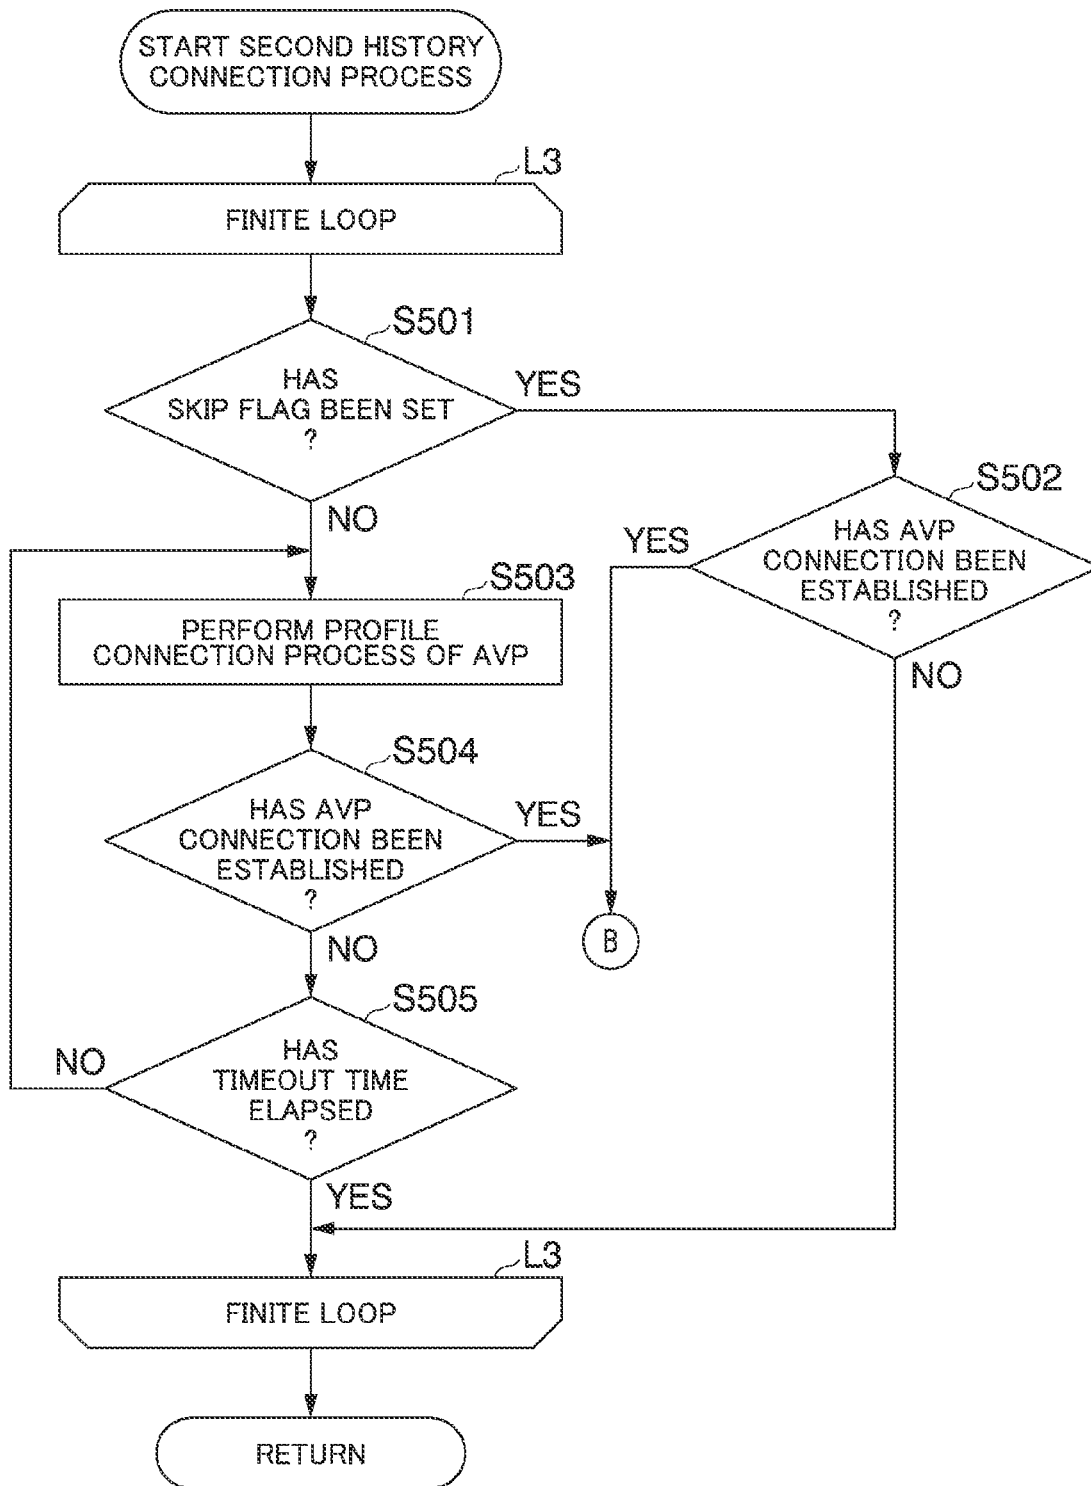 START SECOND HISTORY
CONNECTION PROCESS
L3
FINITE LOOP
S501
HAS
SKIP FLAG BEEN SET
?
YES
NO
S502
HAS AVP
CONNECTION BEEN
ESTABLISHED
?
YES
NO
S503
PERFORM PROFILE
CONNECTION PROCESS OF AVP
S504
HAS AVP
CONNECTION BEEN
ESTABLISHED
?
YES
NO
B
S505
HAS
TIMEOUT TIME
ELAPSED
?
NO
YES
L3
FINITE LOOP
RETURN